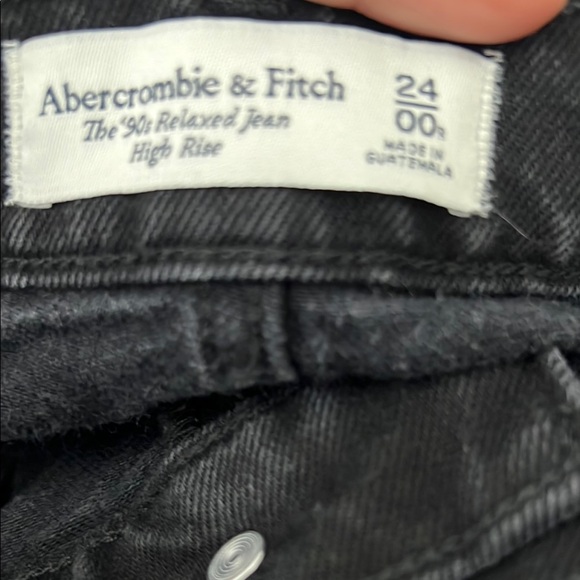 Abercrombie & Fitch
The '90s Relaxed Jean
High Rise
24
00R
MADE IN
GUATEMALA